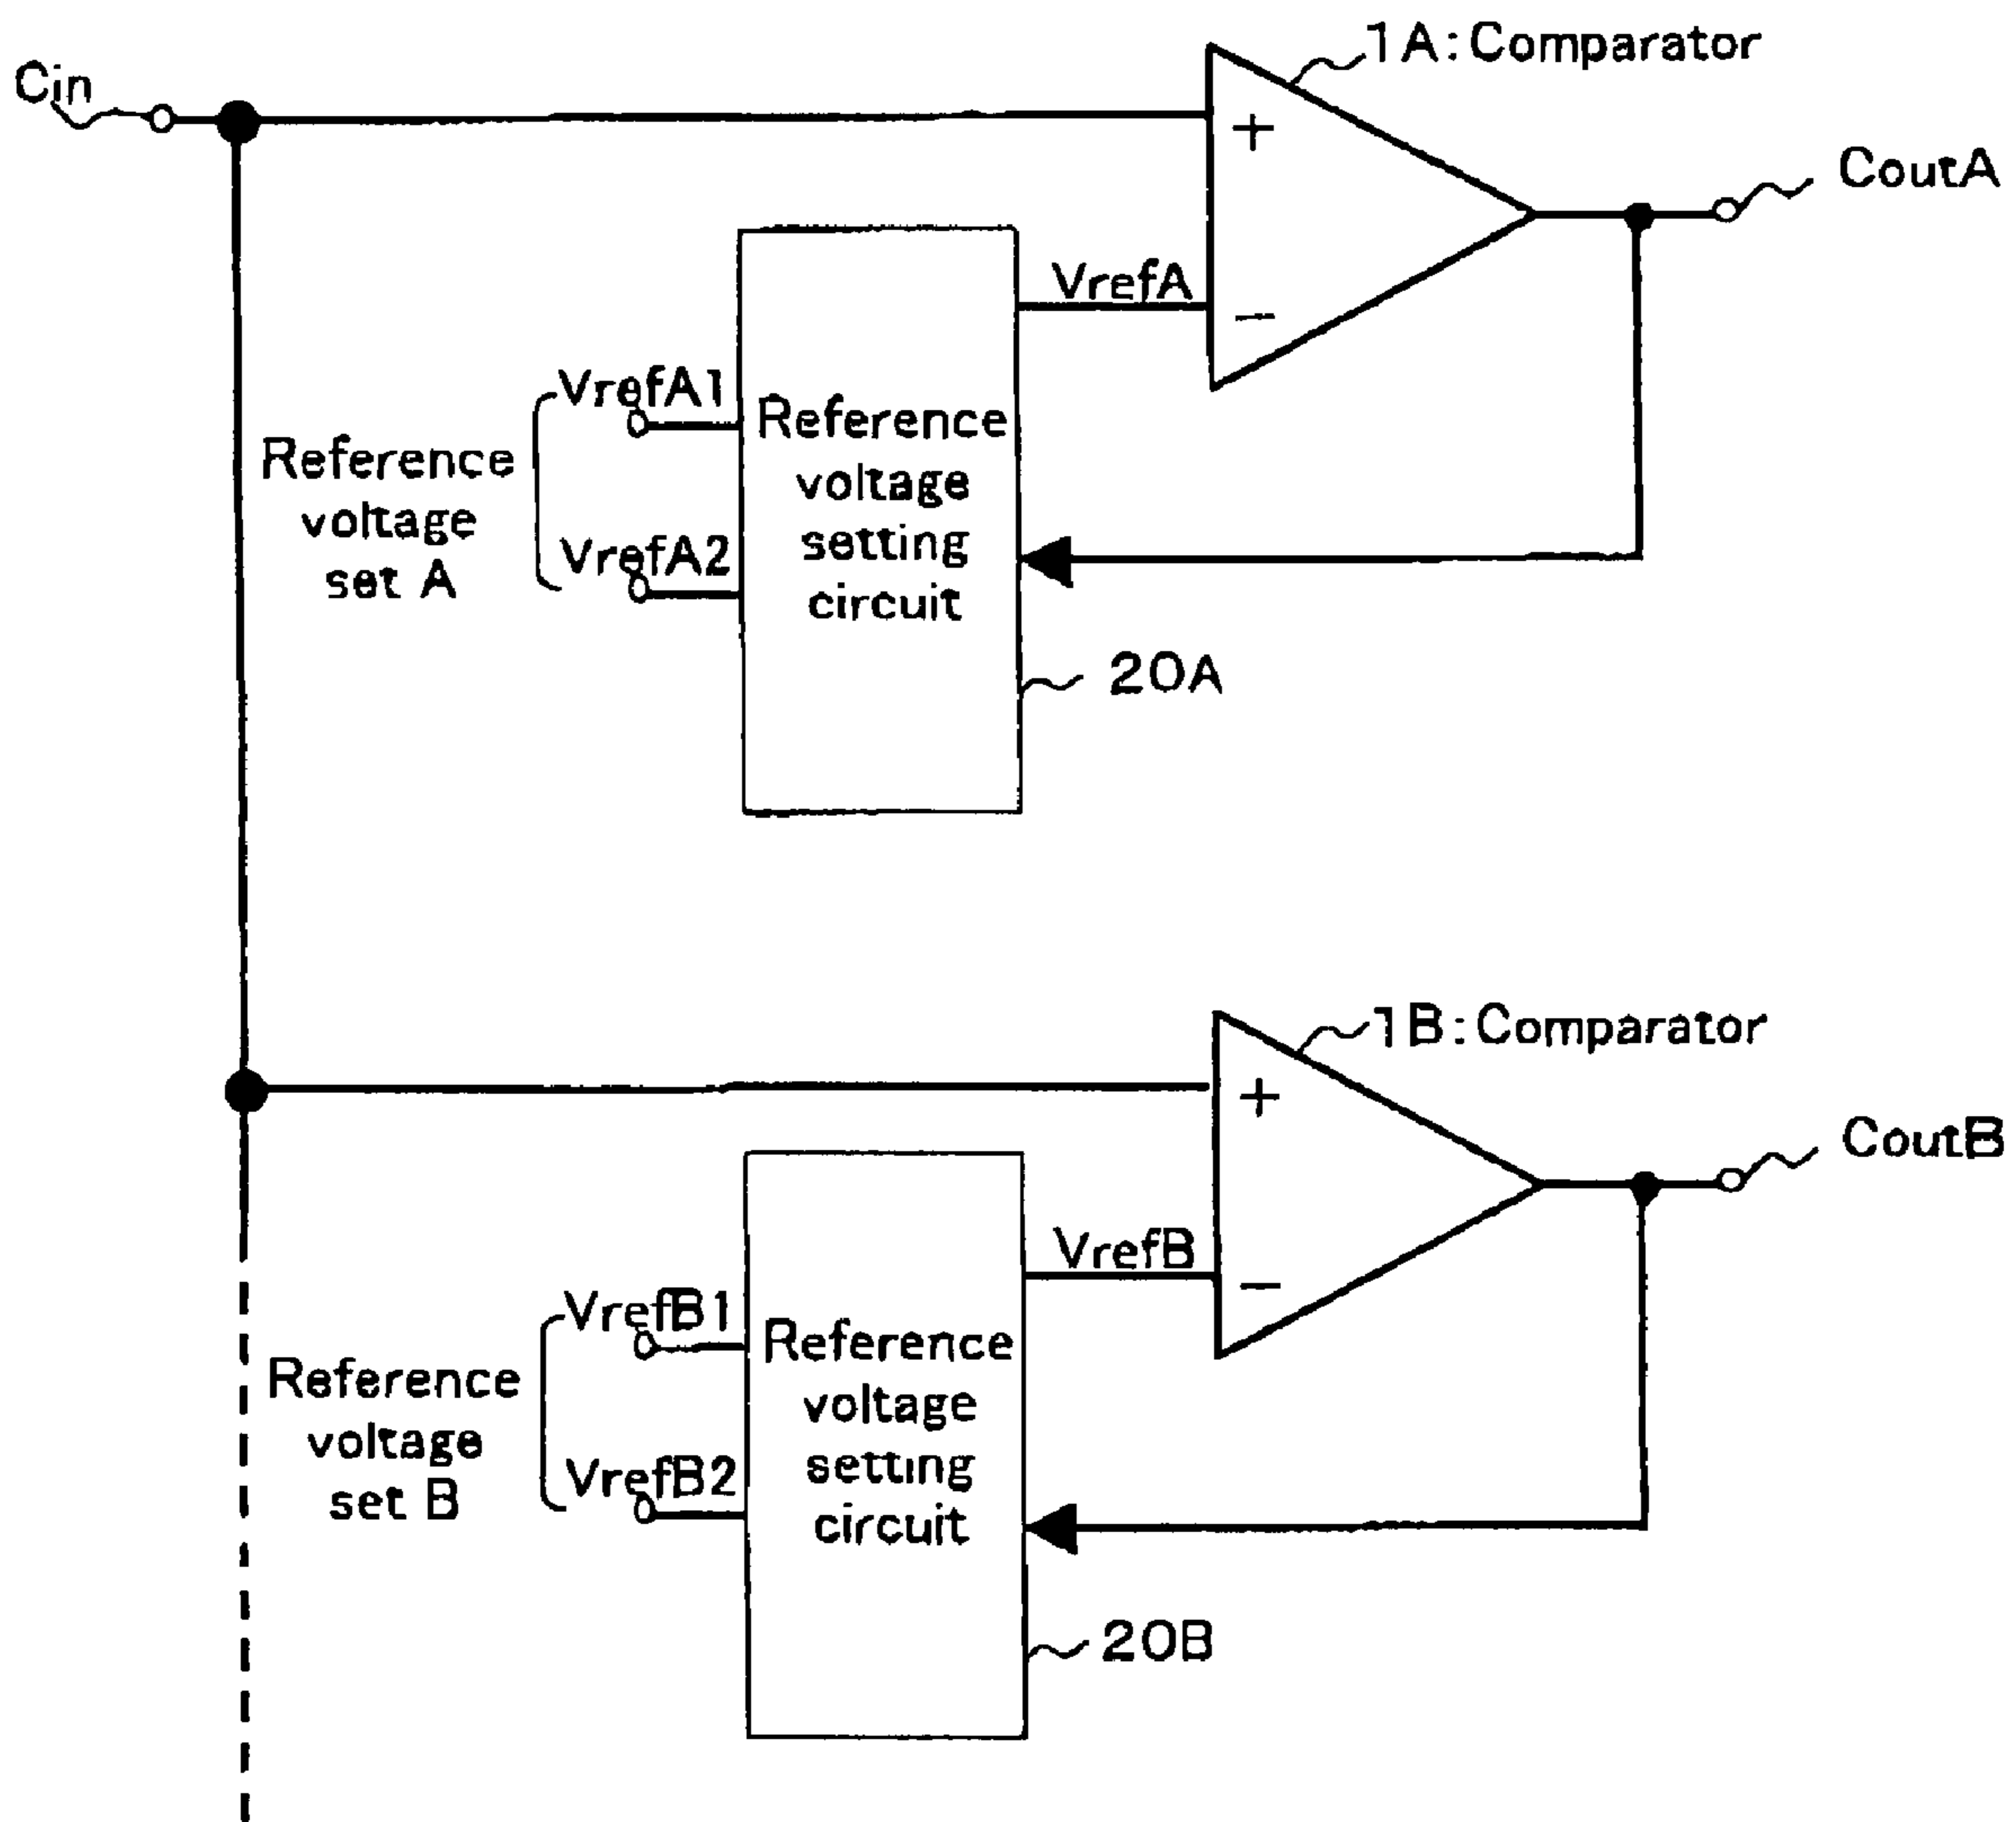 Cin
1A: Comparator
+
CoutA
VrefA
−
VrefA1
Reference
voltage
set A
VrefA2
Reference
voltage
setting
circuit
20A
1B: Comparator
+
CoutB
VrefB
−
VrefB1
Reference
voltage
set B
VrefB2
Reference
voltage
setting
circuit
20B